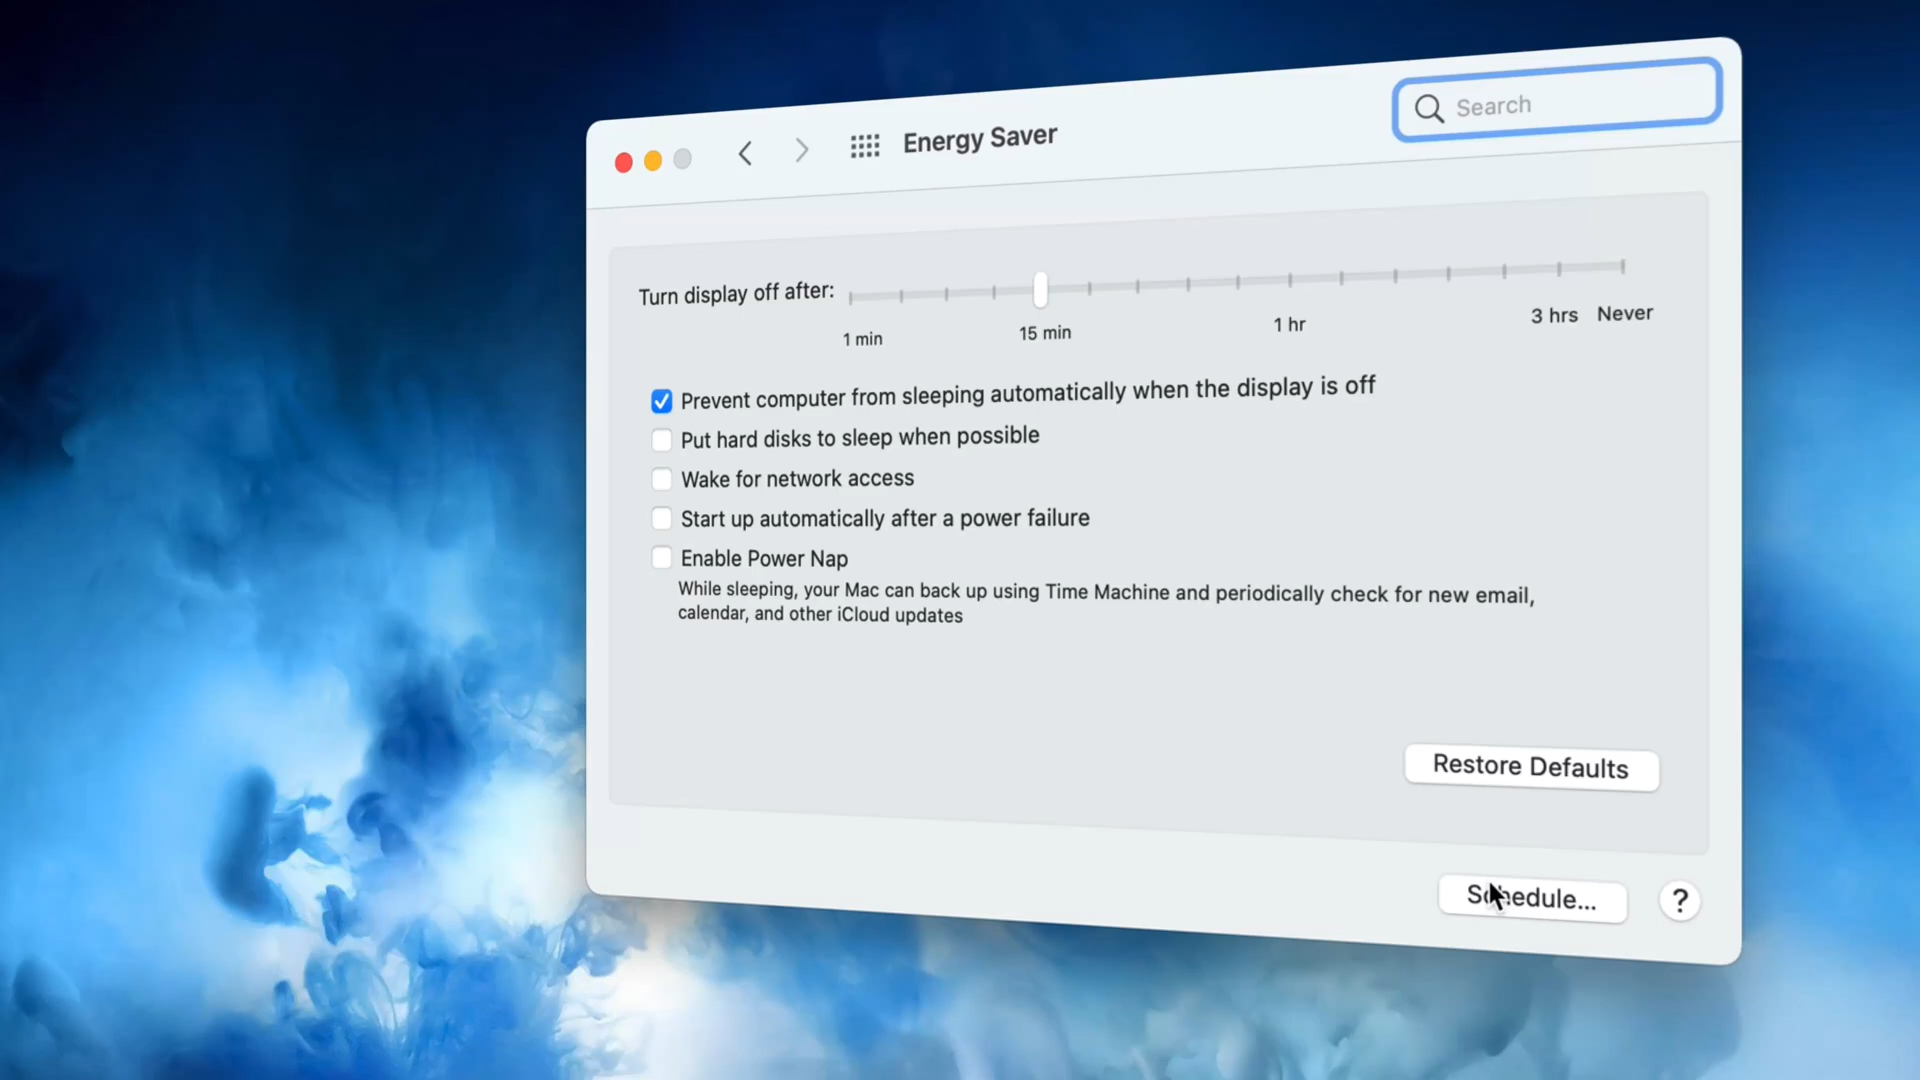 Energy Saver
Search
Turn display off after:
1 min
15 min
1 hr
3 hrs
Never
Prevent computer from sleeping automatically when the display is off
Put hard disks to sleep when possible
Wake for network access
Start up automatically after a power failure
Enable Power Nap
While sleeping, your Mac can back up using Time Machine and periodically check for new email,
calendar, and other iCloud updates
Restore Defaults
Schedule...
?